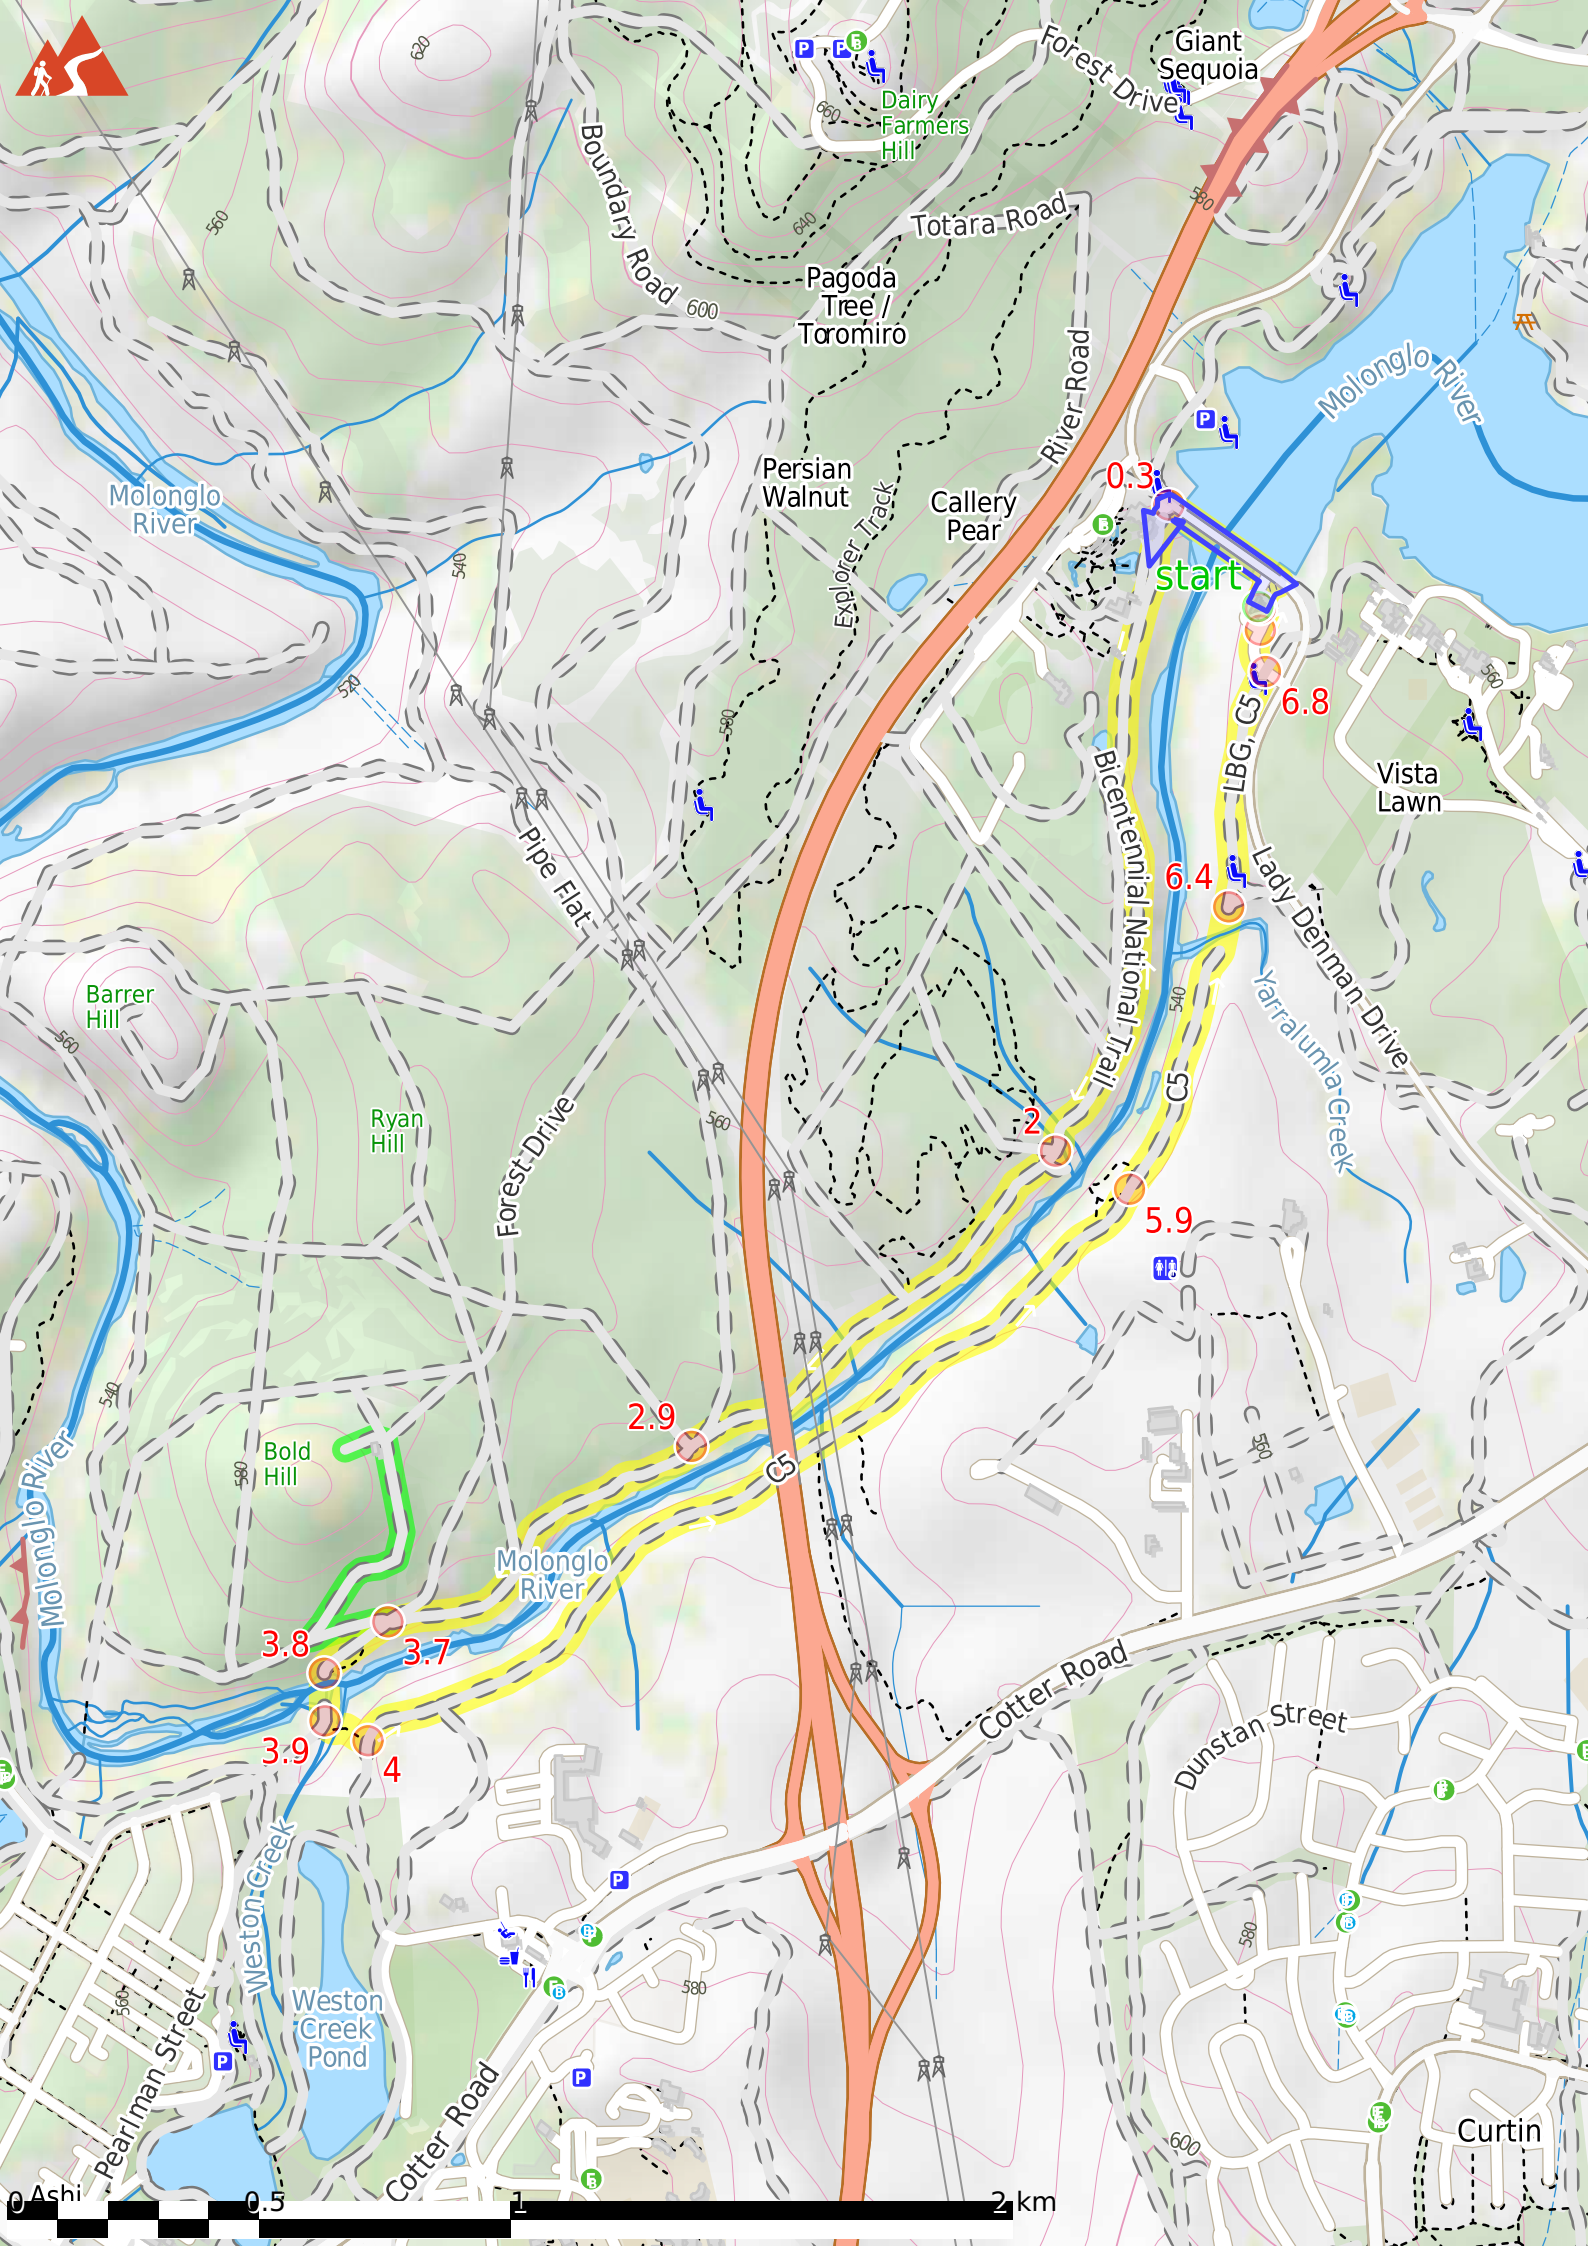 620
Forest Drive
Giant
Sequoia
Dairy
Farmers
Hill
660
Boundary Road
560
640
580
Totara Road
Pagoda
Tree /
Toromiro
600
River Road
Molonglo River
Persian
Walnut
Explorer Track
Callery
Pear
0.3
Molonglo
River
540
start
520
580
560
6.8
LBG, C5
Vista
Lawn
Bicentennial National Trail
Pipe Flat
6.4
Lady Denman Drive
Barrer
Hill
560
540
Yarralumla Creek
C5
Ryan
Hill
Forest Drive
560
2
5.9
540
2.9
Bold
Hill
580
C5
560
Molonglo River
Molonglo
River
3.8
3.7
3.9
4
Cotter Road
Dunstan Street
Weston Creek
Weston
Creek
Pond
560
580
580
Pearlman Street
Cotter Road
600
Curtin
Ashi
0
0.5
1
2 km
P
P
P
P
P
P